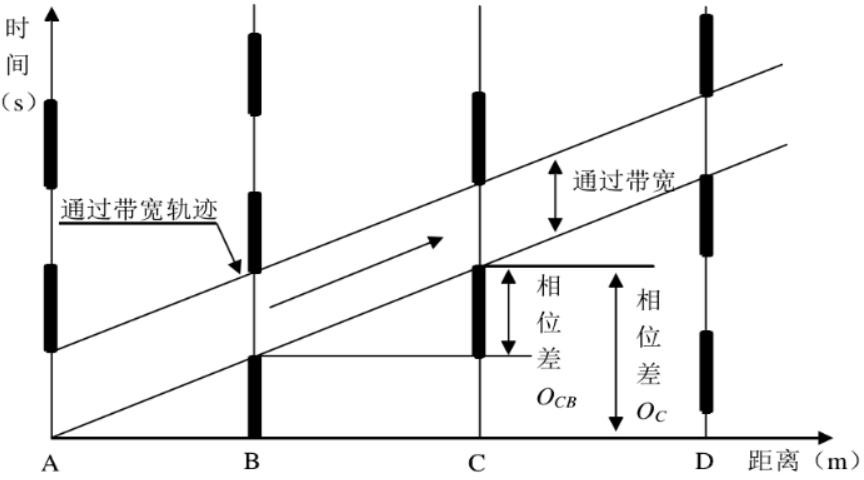 时
间
（s）
通过带宽轨迹
通过带宽
相
位
差
O_CB
相
位
差
O_C
A
B
C
D
距离（m）